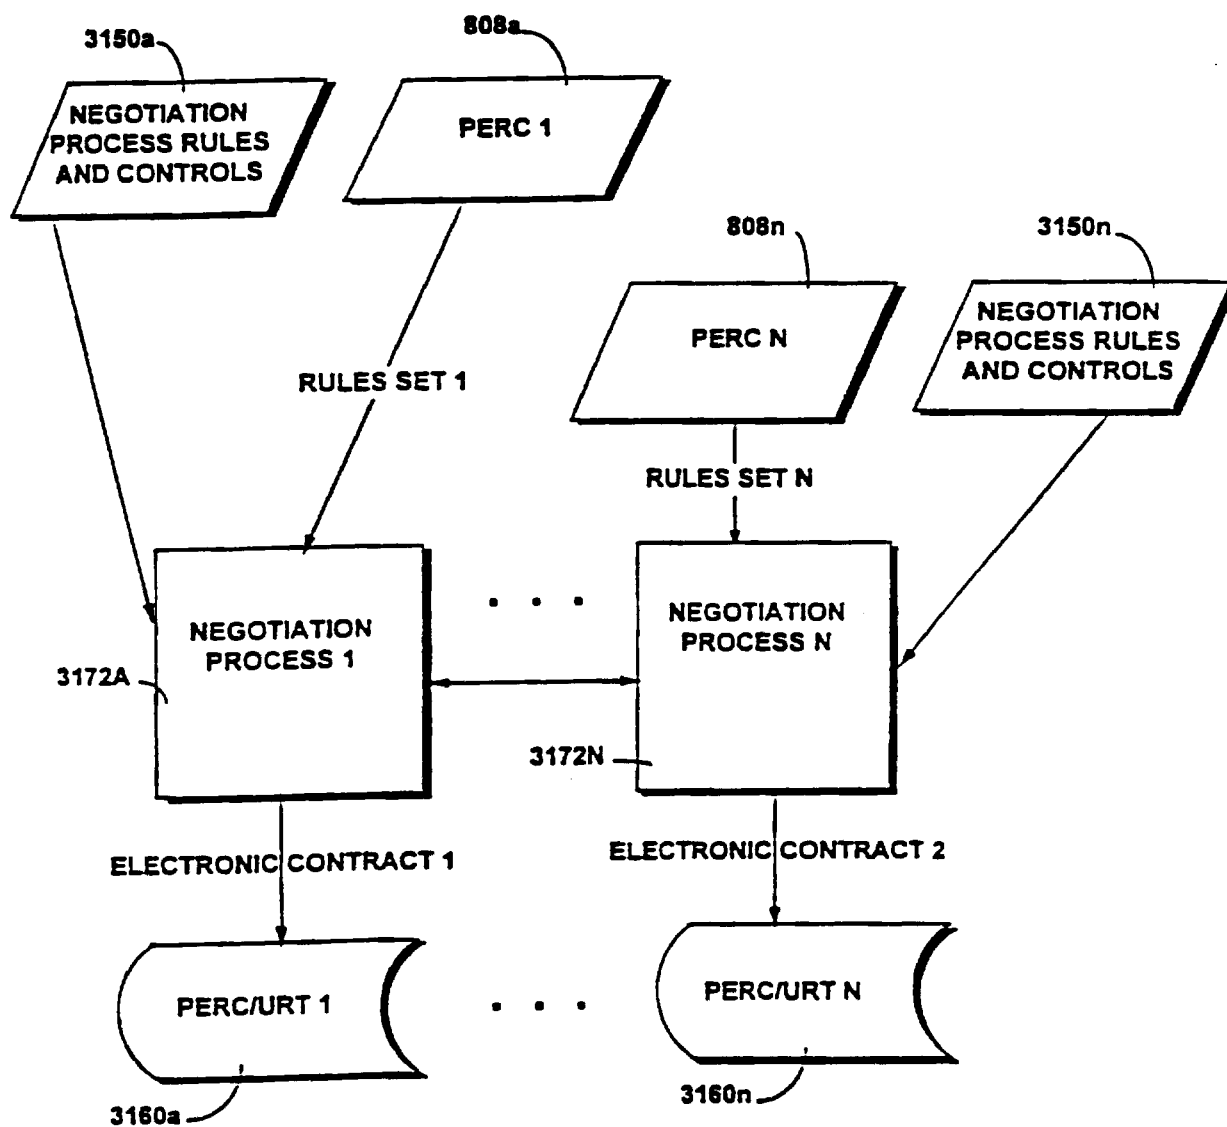 3150a
808a
NEGOTIATION
PROCESS RULES
AND CONTROLS
PERC 1
808n
3150n
PERC N
NEGOTIATION
PROCESS RULES
AND CONTROLS
RULES SET 1
RULES SET N
NEGOTIATION
PROCESS 1
NEGOTIATION
PROCESS N
3172A
3172N
ELECTRONIC CONTRACT 1
ELECTRONIC CONTRACT 2
PERC/URT 1
PERC/URT N
3160a
3160n